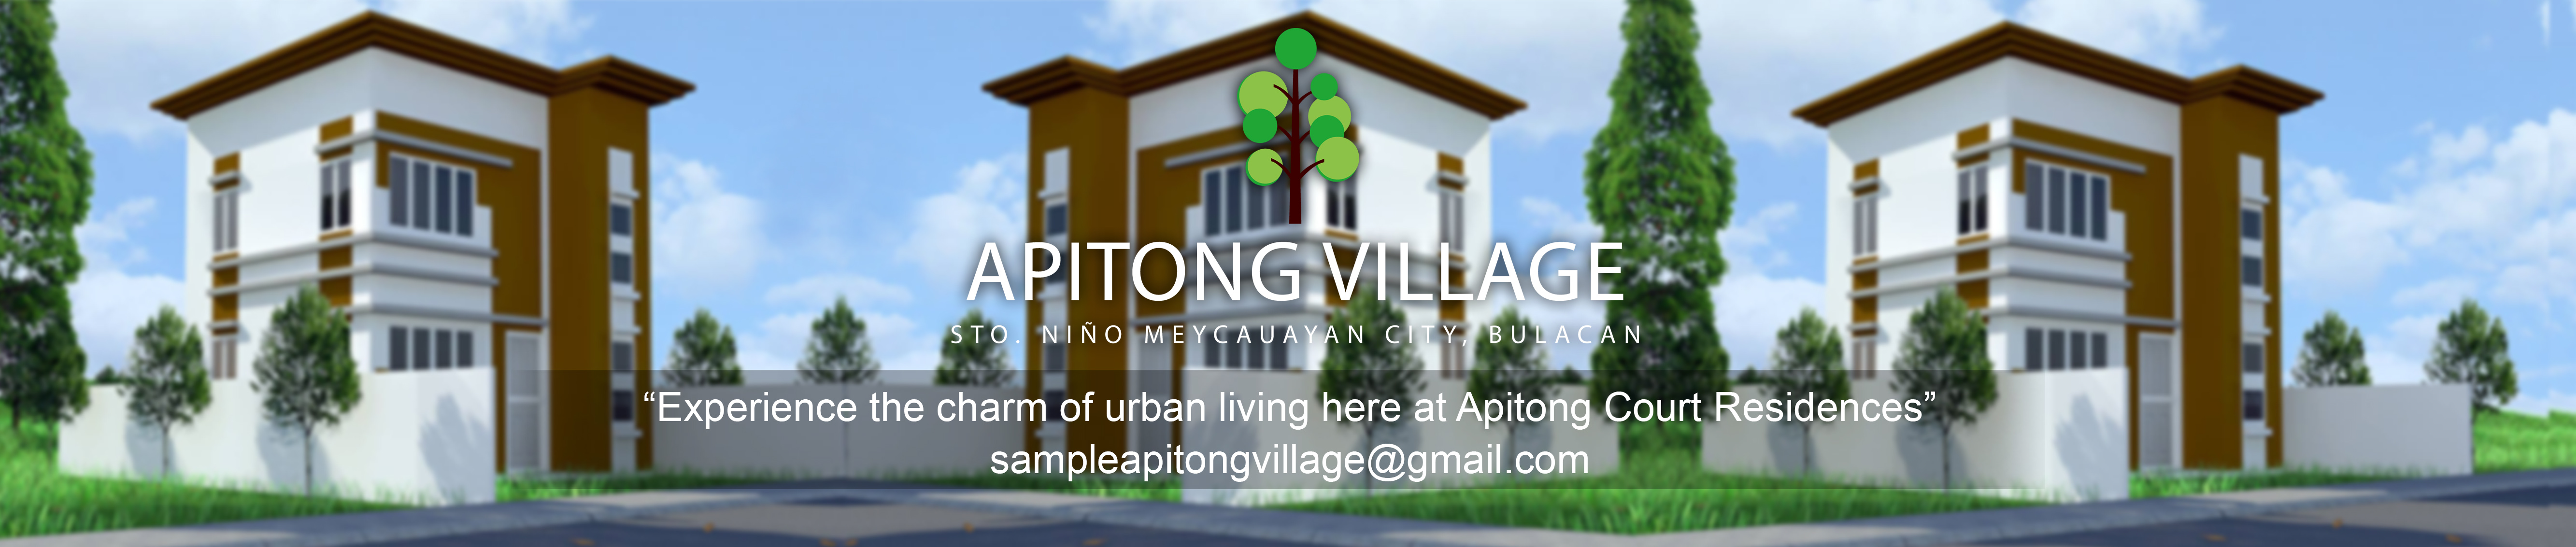 APITONG VILLAGE
STO. NIÑO MEYCAUAYAN CITY, BULACAN
“Experience the charm of urban living here at Apitong Court Residences”
sampleapitongvillage@gmail.com